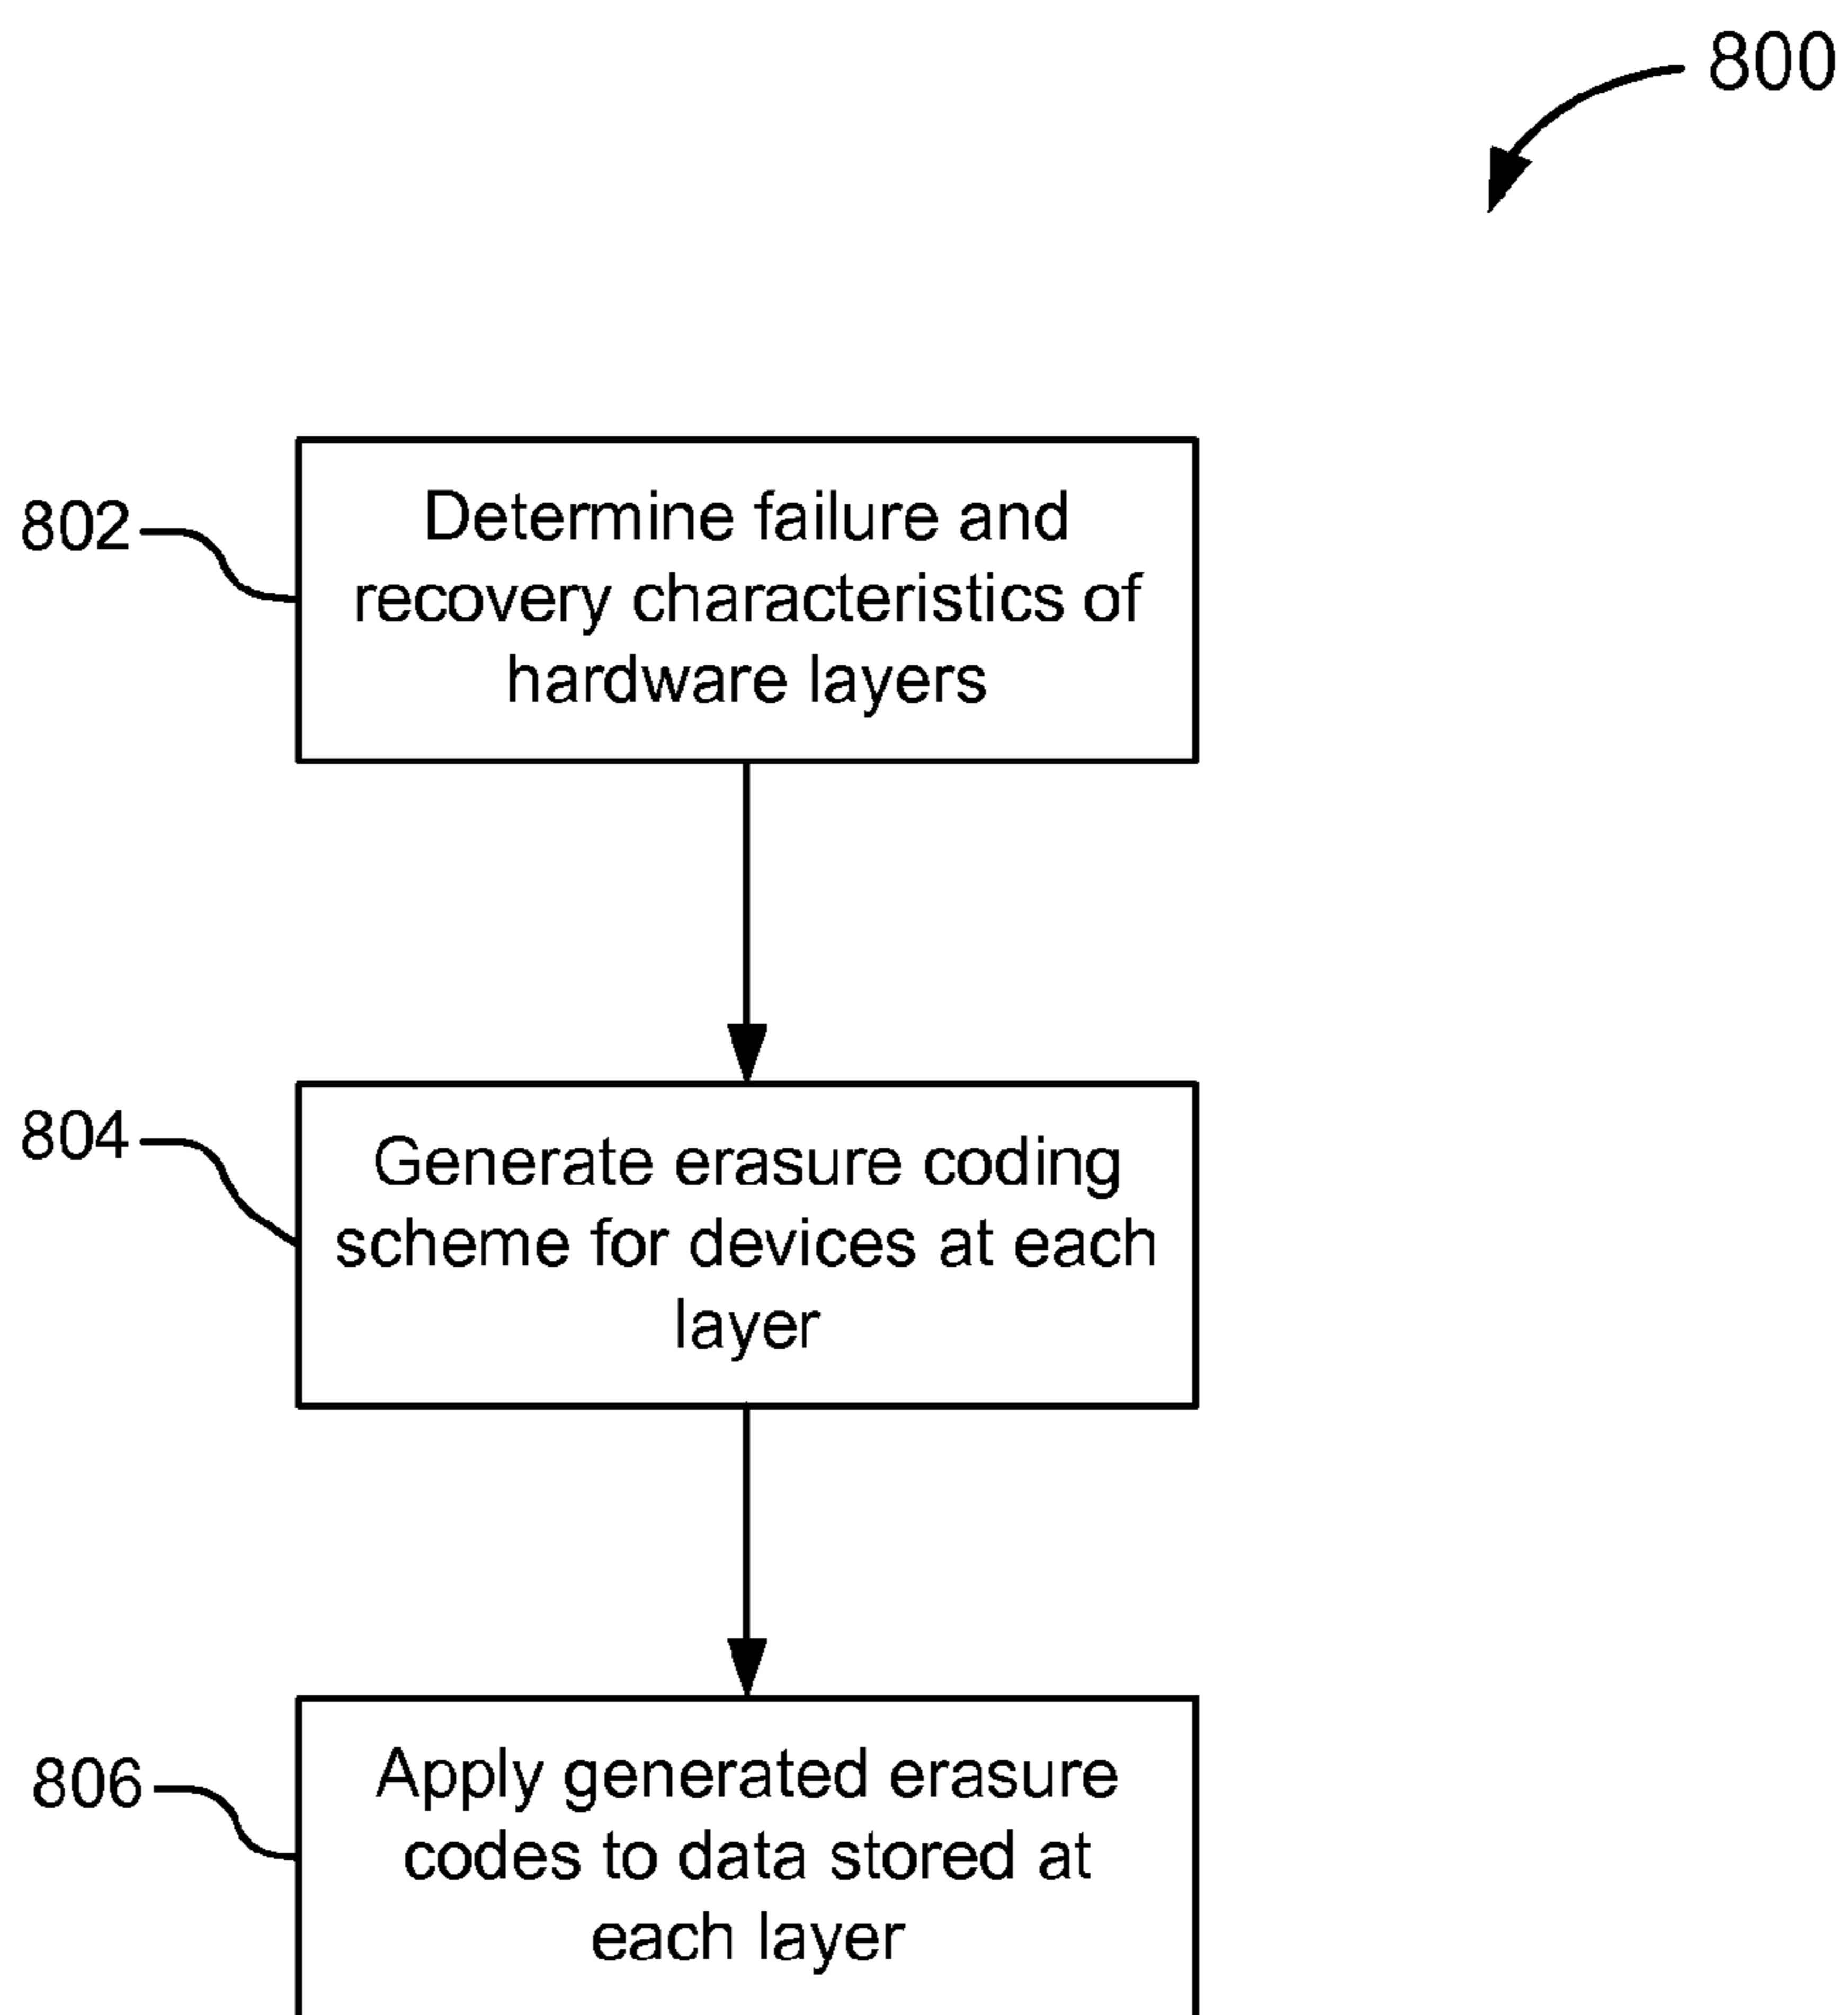 800
802
Determine failure and
recovery characteristics of
hardware layers
804
Generate erasure coding
scheme for devices at each
layer
806
Apply generated erasure
codes to data stored at
each layer